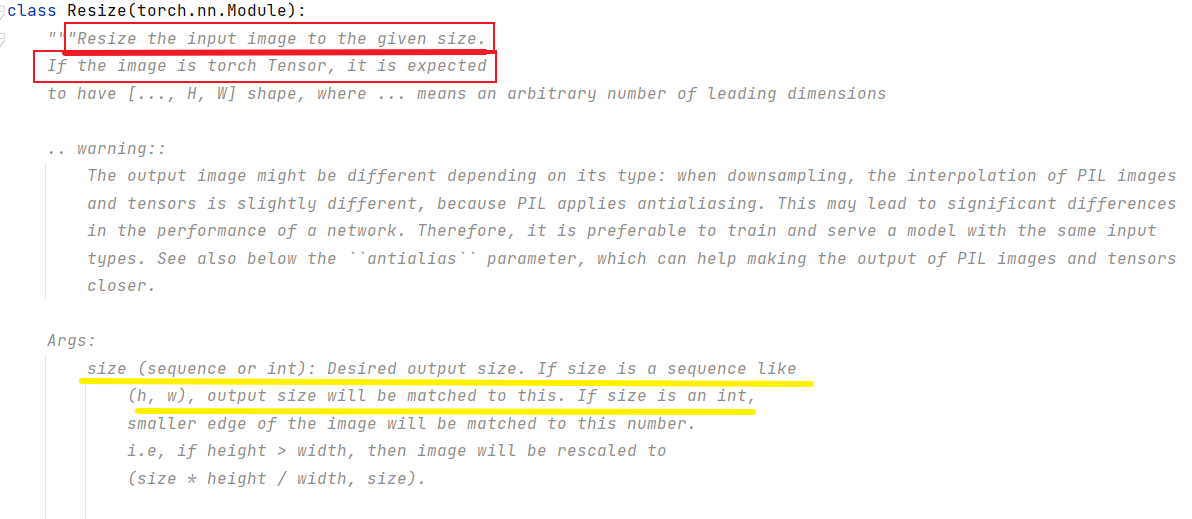 class Resize(torch.nn.Module):
"""Resize the input image to the given size.
If the image is torch Tensor, it is expected
to have [..., H, W] shape, where ... means an arbitrary number of leading dimensions
.. warning::
The output image might be different depending on its type: when downsampling, the interpolation of PIL images
and tensors is slightly different, because PIL applies antialiasing. This may lead to significant differences
in the performance of a network. Therefore, it is preferable to train and serve a model with the same input
types. See also below the ``antialias`` parameter, which can help making the output of PIL images and tensors
closer.
Args:
size (sequence or int): Desired output size. If size is a sequence like
(h, w), output size will be matched to this. If size is an int,
smaller edge of the image will be matched to this number.
i.e, if height > width, then image will be rescaled to
(size * height / width, size).